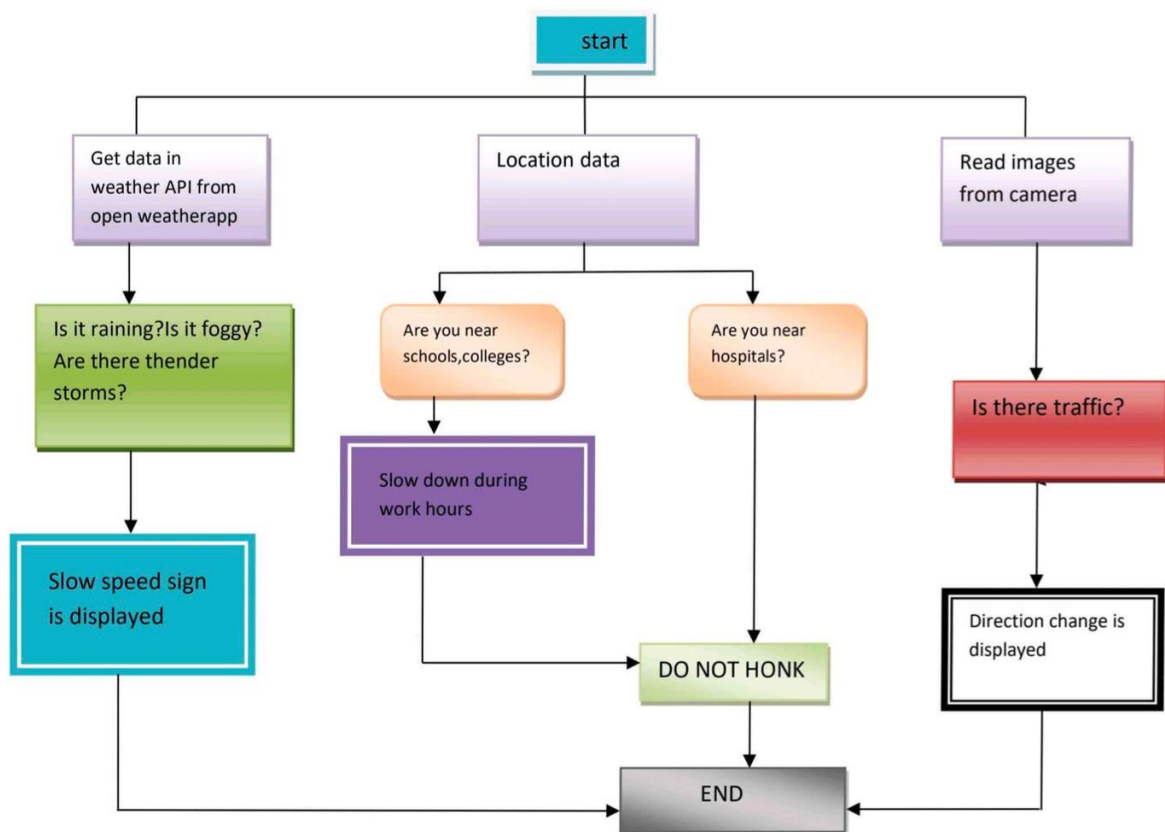 start
Get data in
weather API from
open weatherapp
Location data
Read images
from camera
Is it raining?Is it foggy?
Are there thender
storms?
Are you near
schools,colleges?
Are you near
hospitals?
Is there traffic?
Slow down during
work hours
Slow speed sign
is displayed
Direction change is
displayed
DO NOT HONK
END